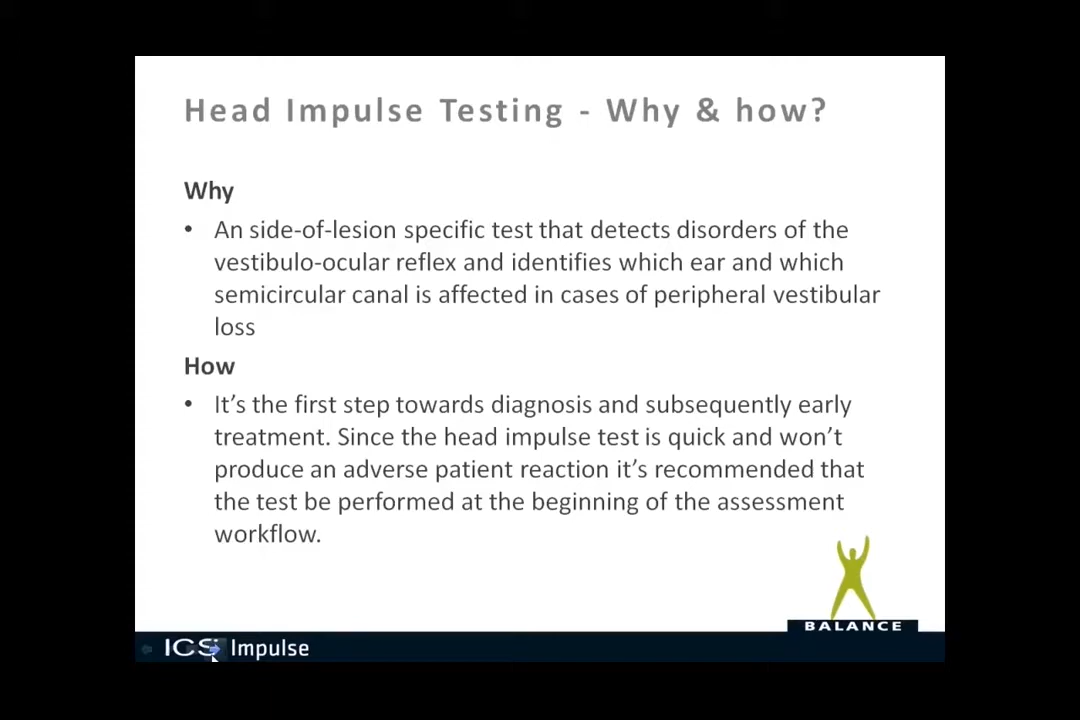 Head Impulse Testing - Why & how?
Why
• An side-of-lesion specific test that detects disorders of the
vestibulo-ocular reflex and identifies which ear and which
semicircular canal is affected in cases of peripheral vestibular
loss
How
• It’s the first step towards diagnosis and subsequently early
treatment. Since the head impulse test is quick and won’t
produce an adverse patient reaction it’s recommended that
the test be performed at the beginning of the assessment
workflow.
BALANCE
ICS Impulse